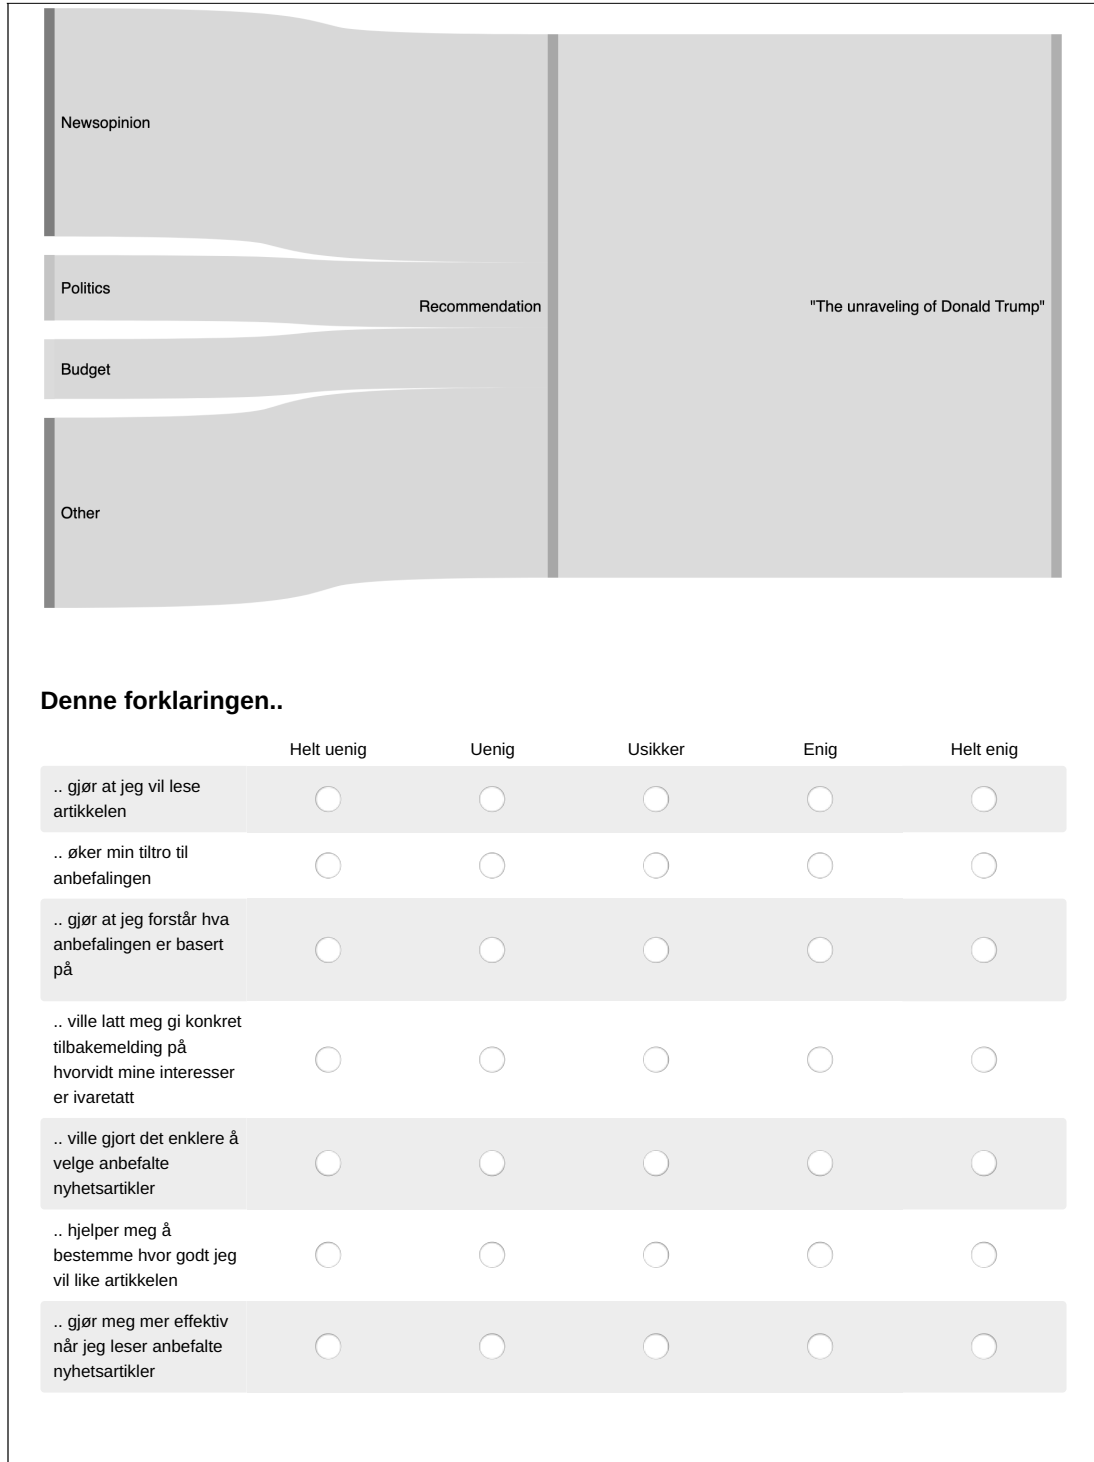 Newsopinion
Politics
Recommendation
"The unraveling of Donald Trump"
Budget
Other
Denne forklaringen..
Helt uenig Uenig Usikker Enig Helt enig
.. gjør at jeg vil lese
artikkelen
.. øker min tiltro til
anbefalingen
.. gjør at jeg forstår hva
anbefalingen er basert
på
.. ville latt meg gi konkret
tilbakemelding på
hvorvidt mine interesser
er ivaretatt
.. ville gjort det enklere å
velge anbefalte
nyhetsartikler
.. hjelper meg å
bestemme hvor godt jeg
vil like artikkelen
.. gjør meg mer effektiv
når jeg leser anbefalte
nyhetsartikler